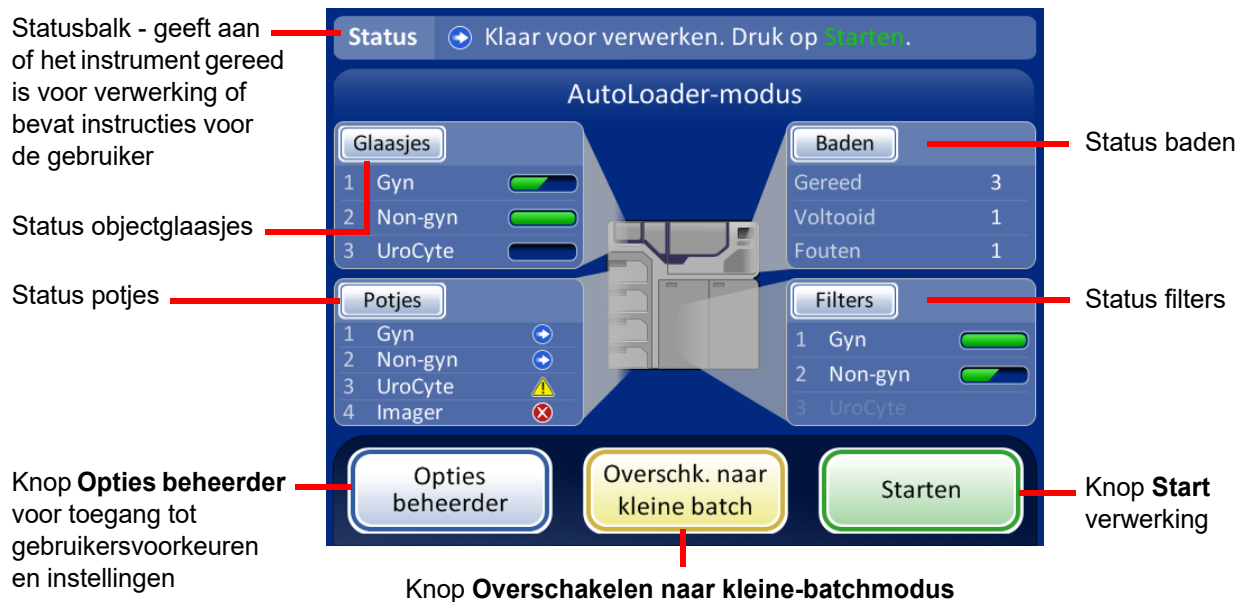 Statusbalk - geeft aan
of het instrument gereed
is voor verwerking of
bevat instructies voor
de gebruiker
Status objectglaasjes
Status potjes
Knop Opties beheerder
voor toegang tot
gebruikersvoorkeuren
en instellingen
Status Klaar voor verwerken. Druk op Starten.
AutoLoader-modus
Glaasjes
1 Gyn
2 Non-gyn
3 UroCyte
Potjes
1 Gyn
2 Non-gyn
3 UroCyte
4 Imager
Baden
Gereed 3
Voltooid 1
Fouten 1
Filters
1 Gyn
2 Non-gyn
3 UroCyte
Opties
beheerder
Overschk. naar
kleine batch
Starten
Status baden
Status filters
Knop Start
verwerking
Knop Overschakelen naar kleine-batchmodus